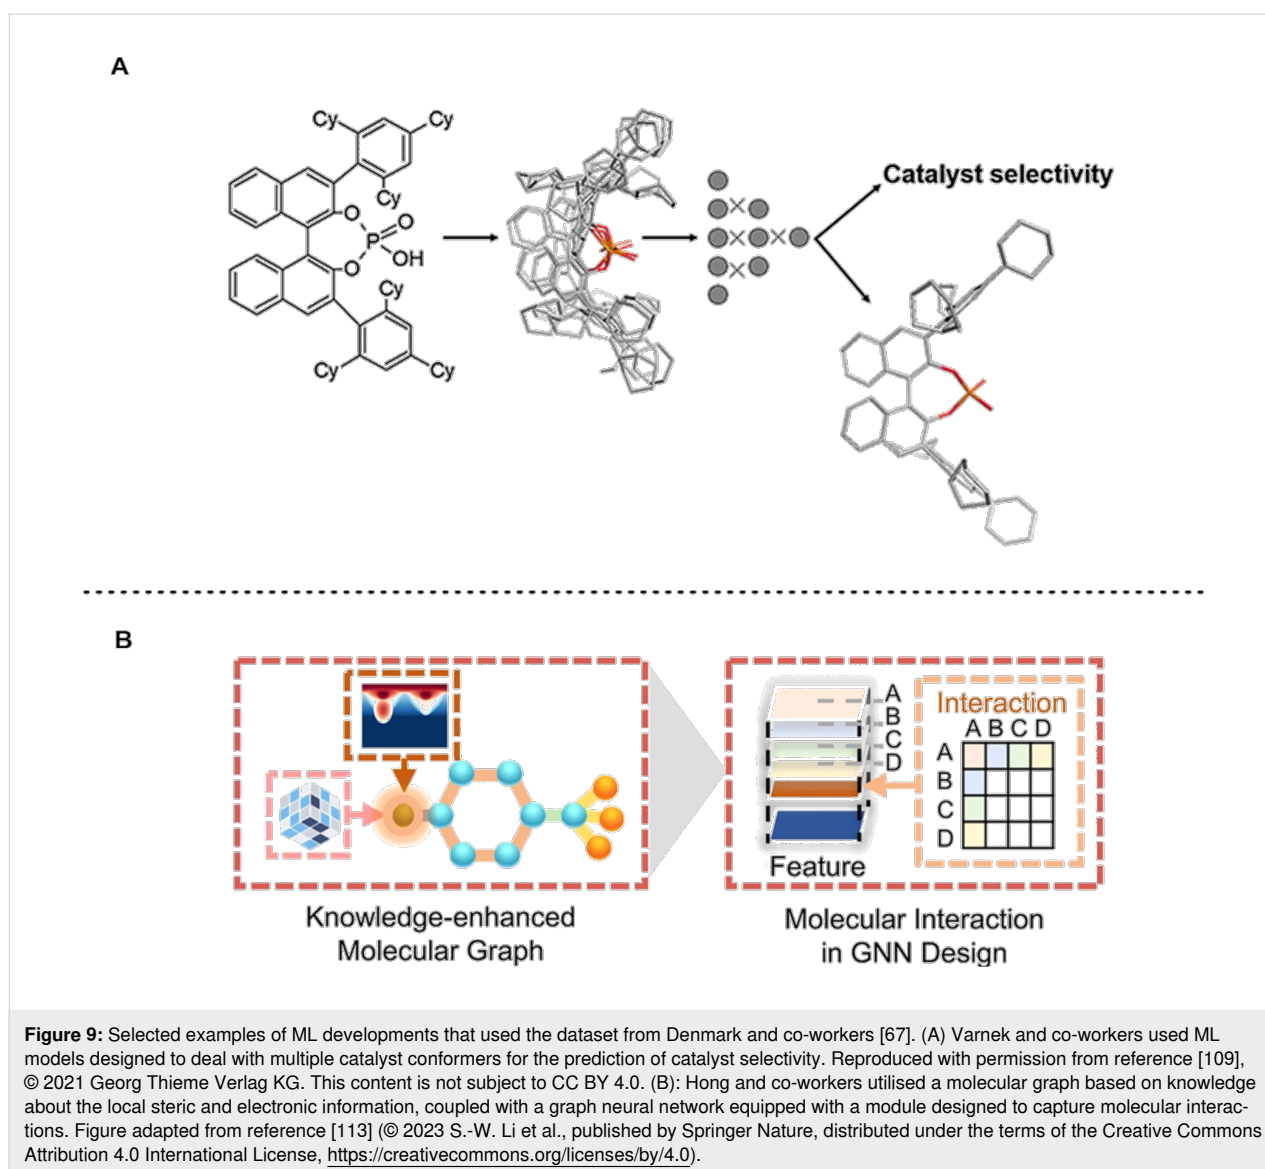 A
Cy
Cy
Cy
O
O
P
OH
O
Cy
Cy
Cy
Catalyst selectivity
B
A
B
C
D
Feature
Interaction
A B C D
A
B
C
D
Knowledge-enhanced
Molecular Graph
Molecular Interaction
in GNN Design
Figure 9: Selected examples of ML developments that used the dataset from Denmark and co-workers [67]. (A) Varnek and co-workers used ML
models designed to deal with multiple catalyst conformers for the prediction of catalyst selectivity. Reproduced with permission from reference [109],
© 2021 Georg Thieme Verlag KG. This content is not subject to CC BY 4.0. (B): Hong and co-workers utilised a molecular graph based on knowledge
about the local steric and electronic information, coupled with a graph neural network equipped with a module designed to capture molecular interac-
tions. Figure adapted from reference [113] (© 2023 S.-W. Li et al., published by Springer Nature, distributed under the terms of the Creative Commons
Attribution 4.0 International License, https://creativecommons.org/licenses/by/4.0).